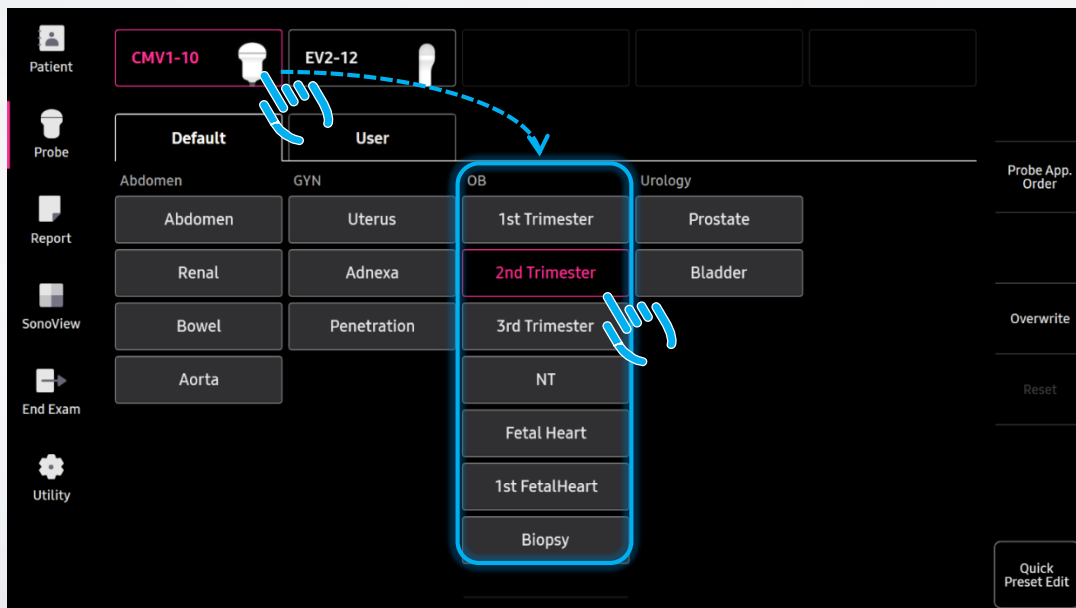 Patient
Probe
Report
SonoView
End Exam
Utility
CMV1-10
EV2-12
Default
User
Abdomen
Abdomen
Renal
Bowel
Aorta
GYN
Uterus
Adnexa
Penetration
OB
1st Trimester
2nd Trimester
3rd Trimester
NT
Fetal Heart
1st FetalHeart
Biopsy
Urology
Prostate
Bladder
Probe App.
Order
Overwrite
Reset
Quick
Preset Edit